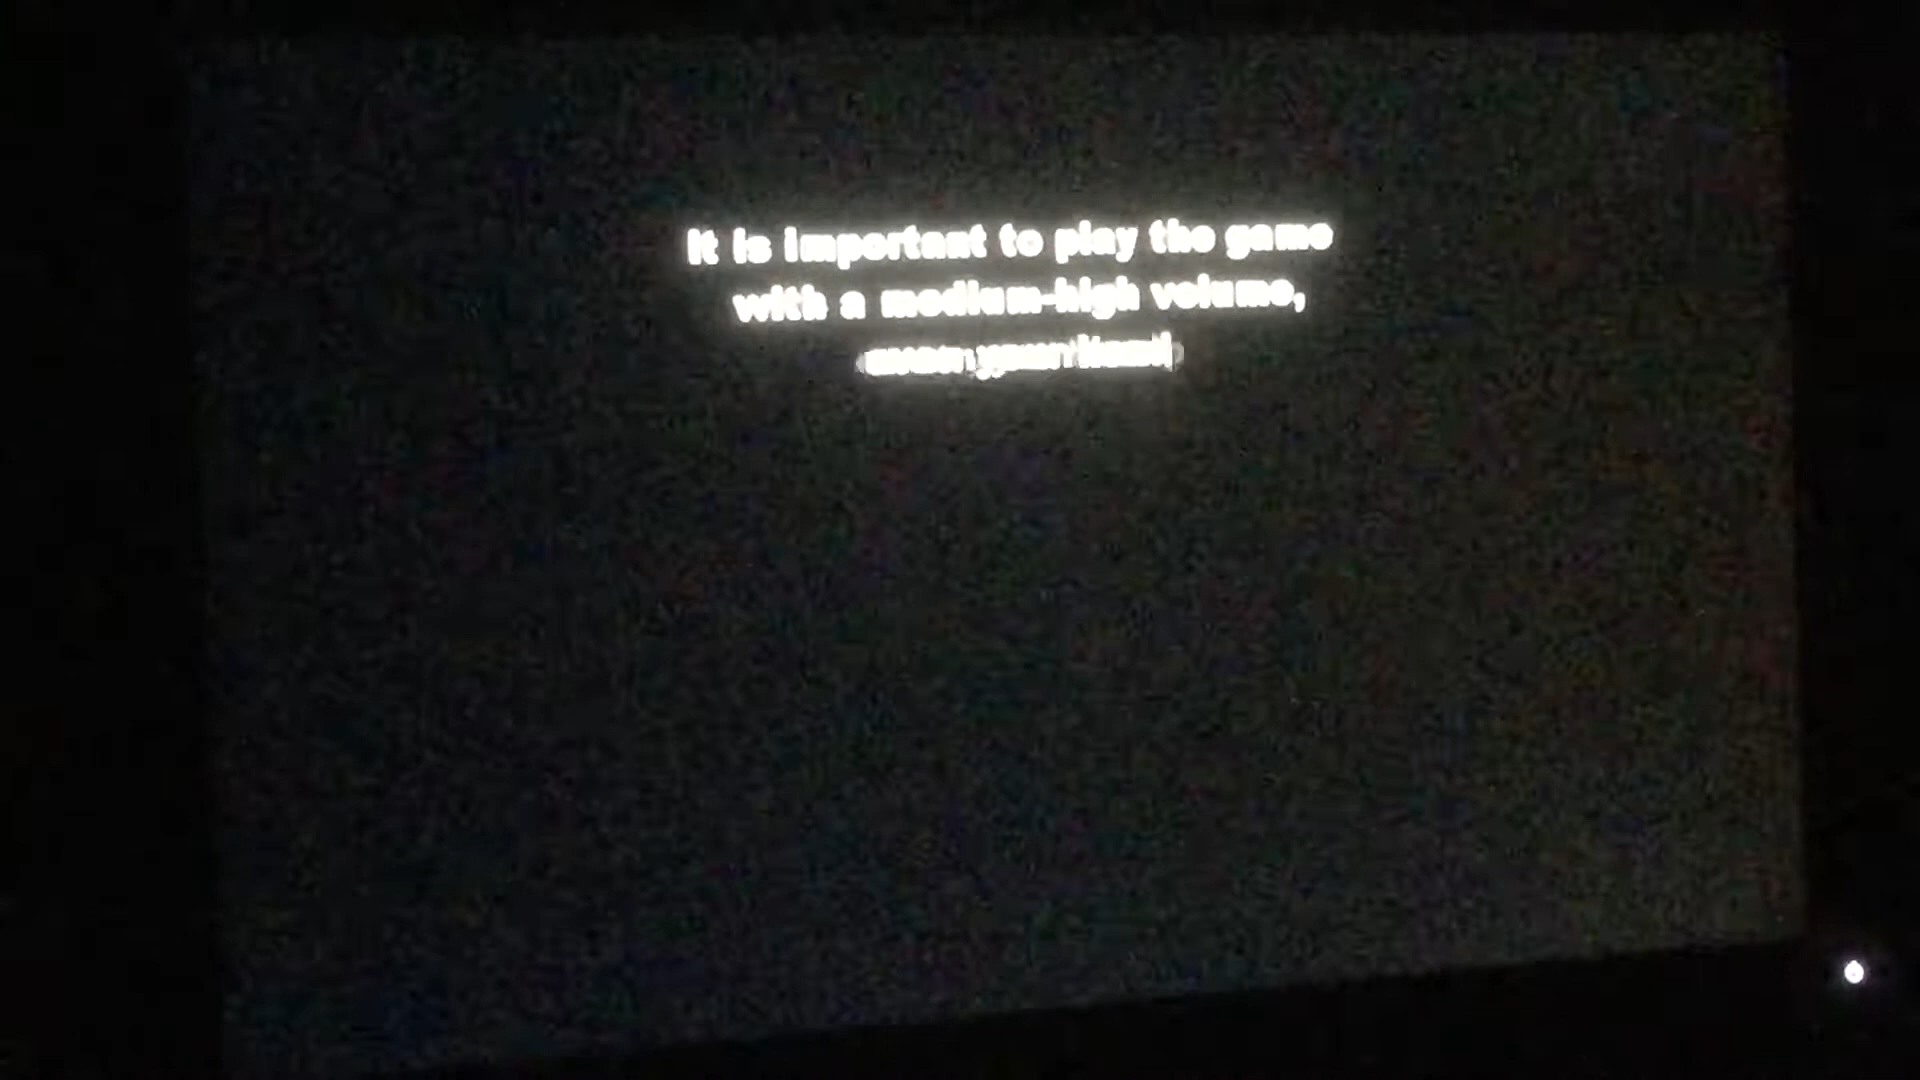 It is important to play the game
with a medium-high volume,